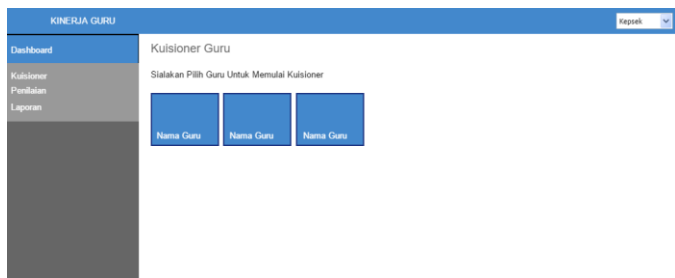 KINERJA GURU
Kepsek
Dashboard
Kuisioner
Penilaian
Laporan
Kuisioner Guru
Sialakan Pilih Guru Untuk Memulai Kuisioner
Nama Guru Nama Guru Nama Guru